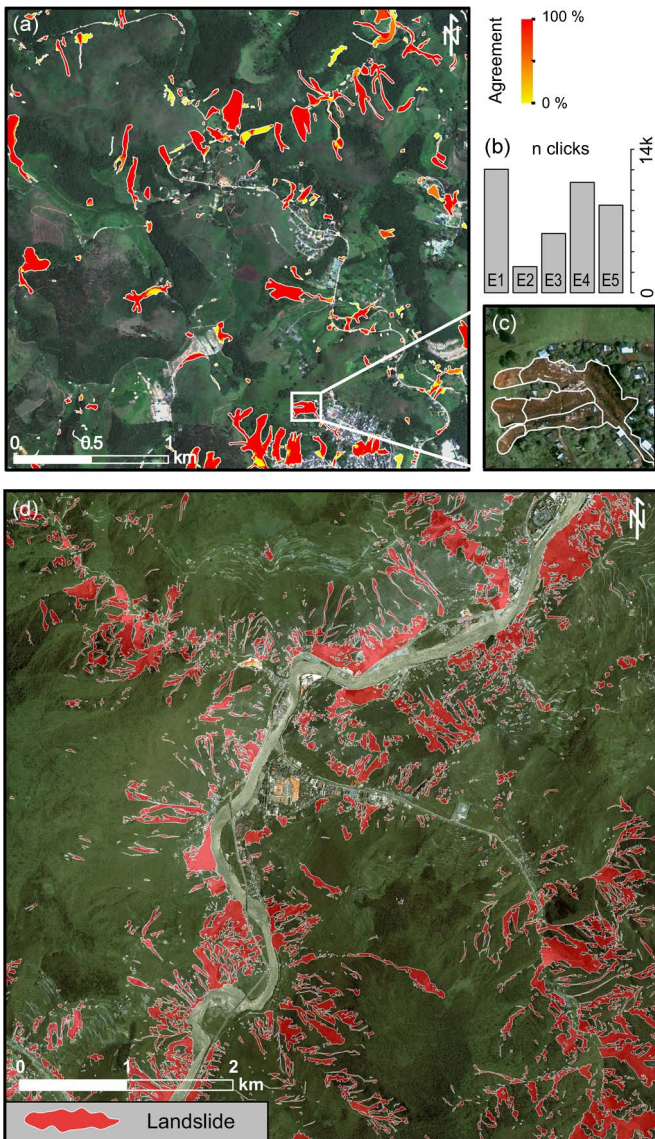 (a)
N
0
0.5
1
km
Agreement
100 %
0 %
(b)
n clicks
14k
0
E1 E2 E3 E4 E5
(c)
(d)
N
0
1
2
km
Landslide